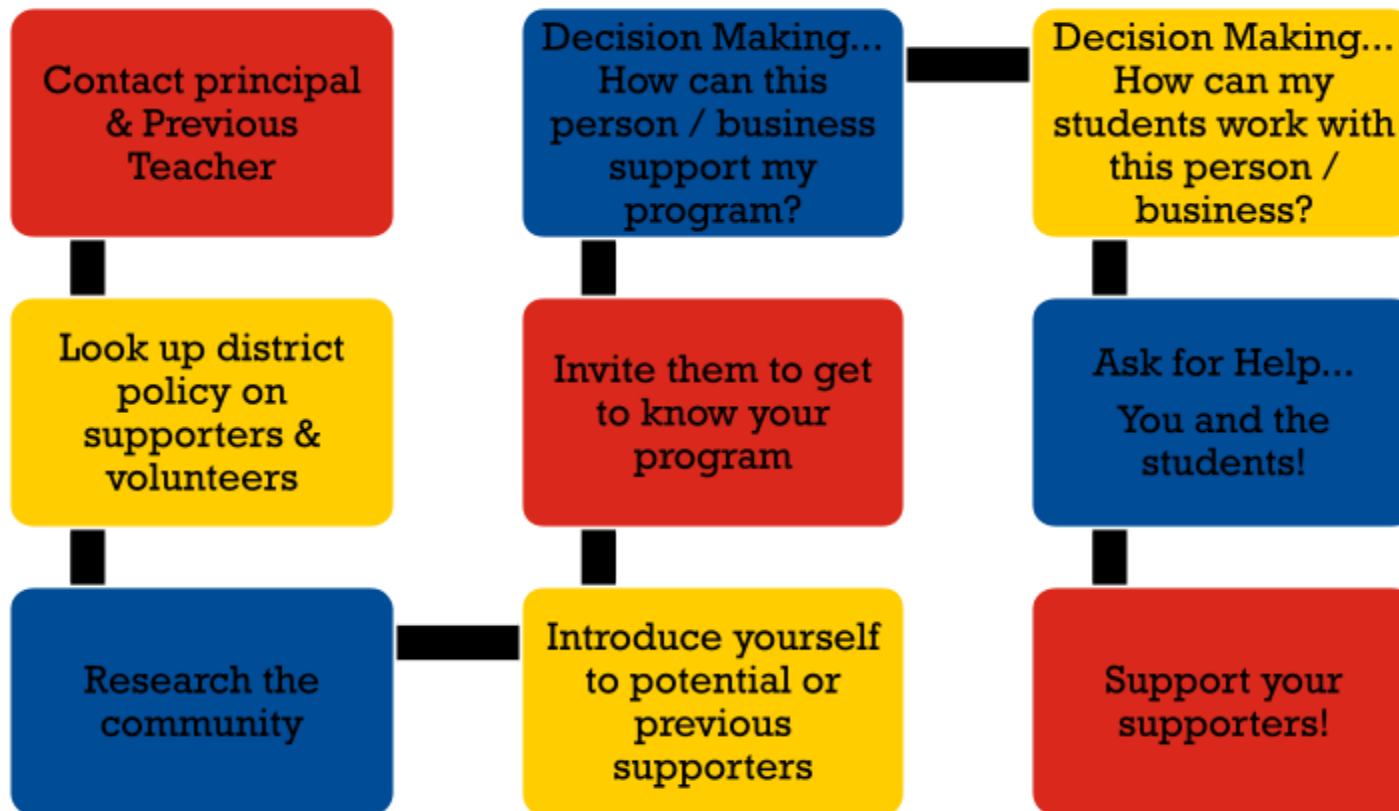 Contact principal
& Previous
Teacher
Look up district
policy on
supporters &
volunteers
Research the
community
Introduce yourself
to potential or
previous
supporters
Invite them to get
to know your
program
Decision Making...
How can this
person / business
support my
program?
Decision Making...
How can my
students work with
this person /
business?
Ask for Help...
You and the
students!
Support your
supporters!